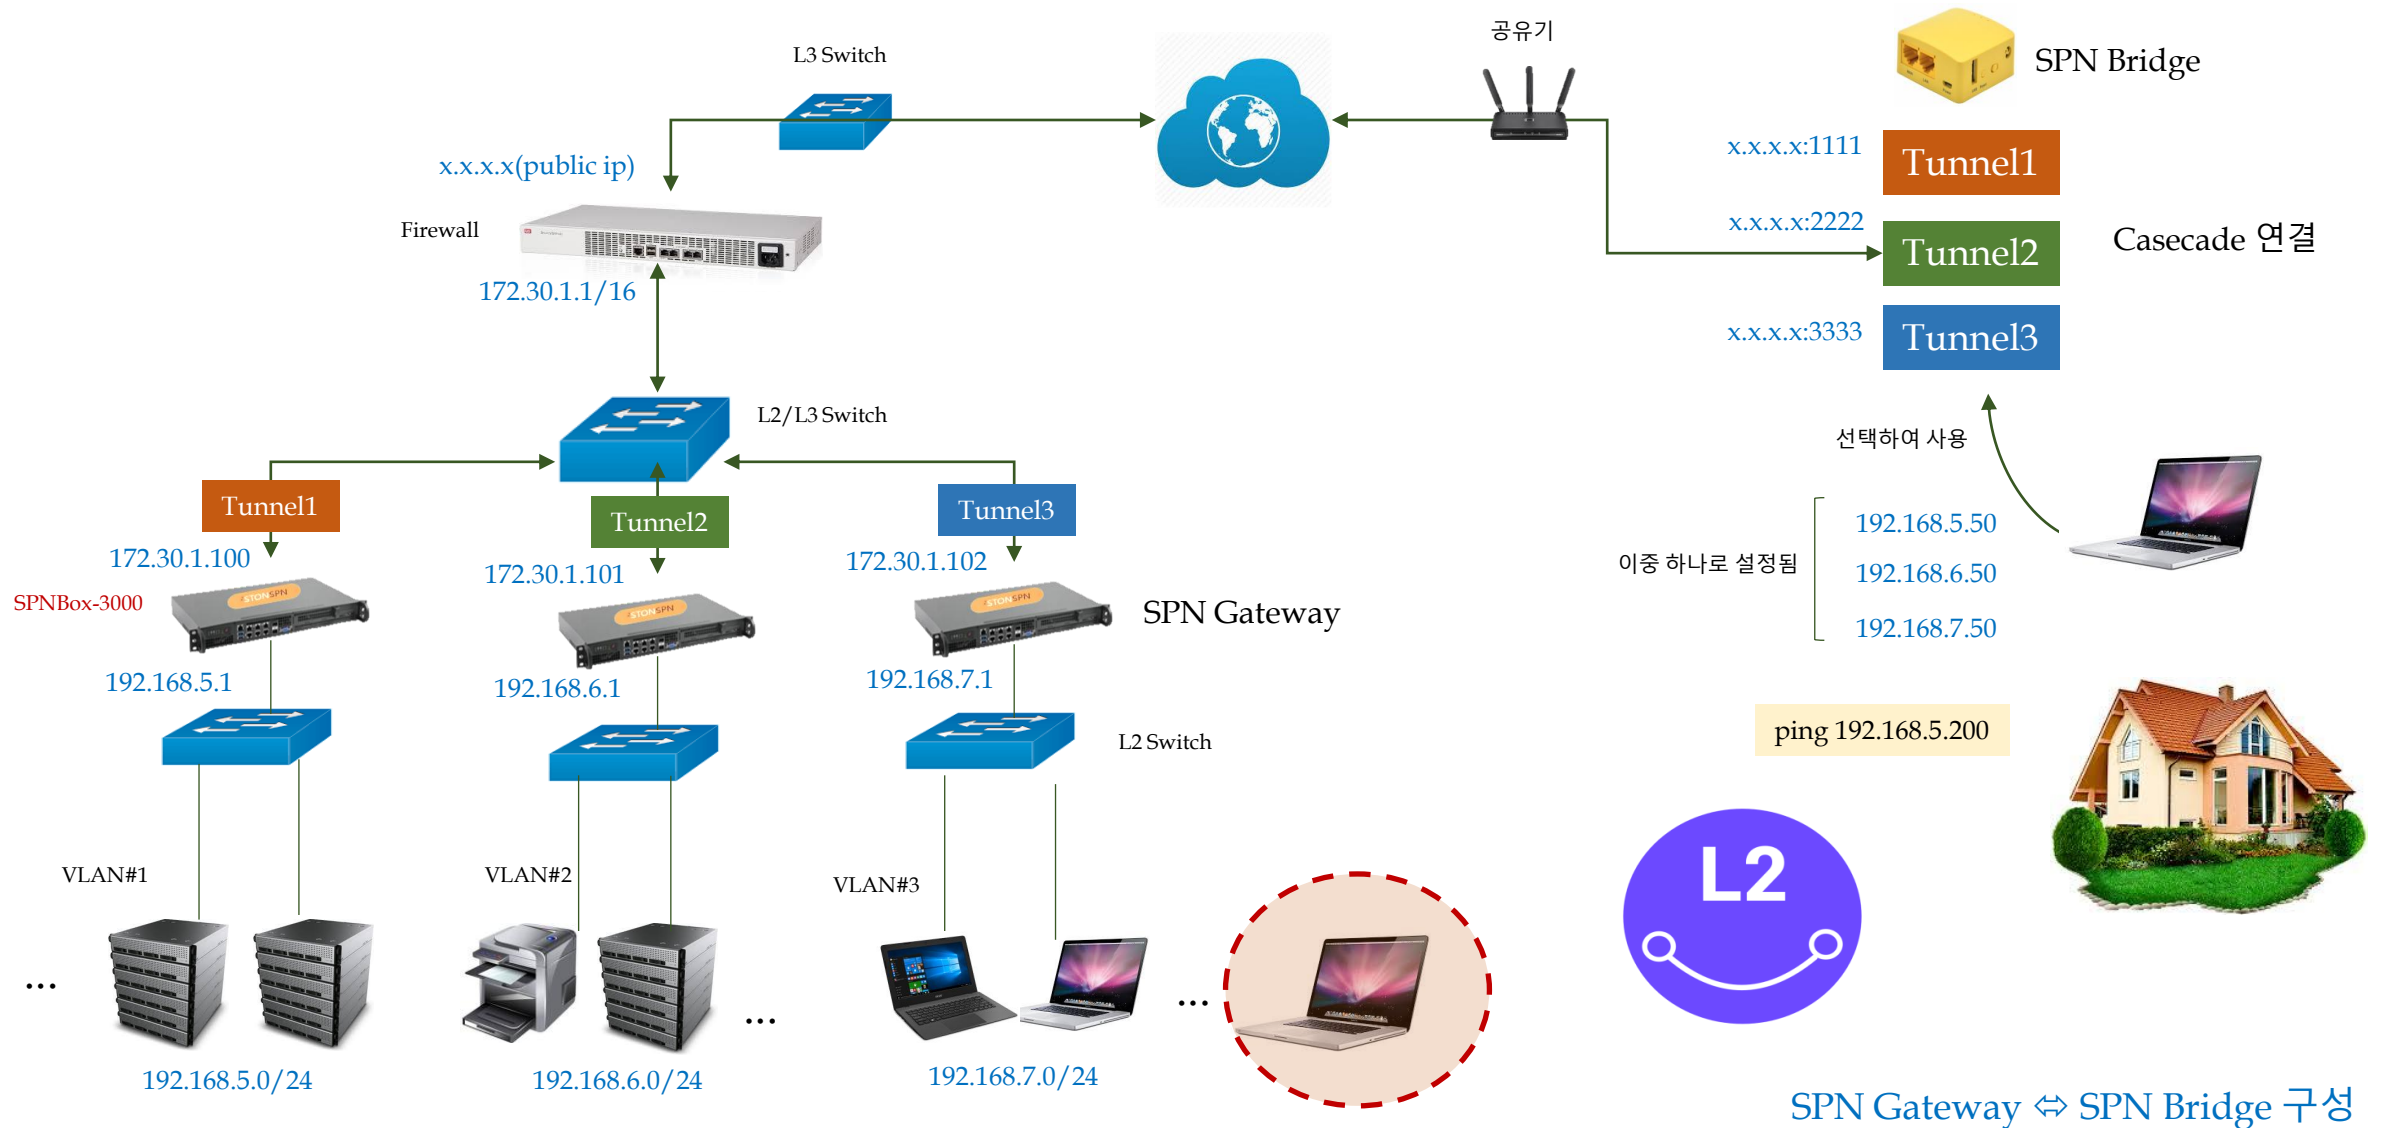 L3 Switch
공유기
SPN Bridge
x.x.x.x(public ip)
x.x.x.x:1111
Tunnel1
Firewall
x.x.x.x:2222
Tunnel2
Casecade 연결
172.30.1.1/16
x.x.x.x:3333
Tunnel3
L2/L3 Switch
선택하여 사용
Tunnel1
Tunnel2
Tunnel3
192.168.5.50
이중 하나로 설정됨
192.168.6.50
192.168.7.50
172.30.1.100
172.30.1.101
172.30.1.102
SPNBox-3000
STONSPN
STONSPN
STONSPN
SPN Gateway
192.168.5.1
192.168.6.1
192.168.7.1
L2 Switch
ping 192.168.5.200
VLAN#1
VLAN#2
VLAN#3
L2
...
...
...
192.168.5.0/24
192.168.6.0/24
192.168.7.0/24
SPN Gateway ⇔ SPN Bridge 구성